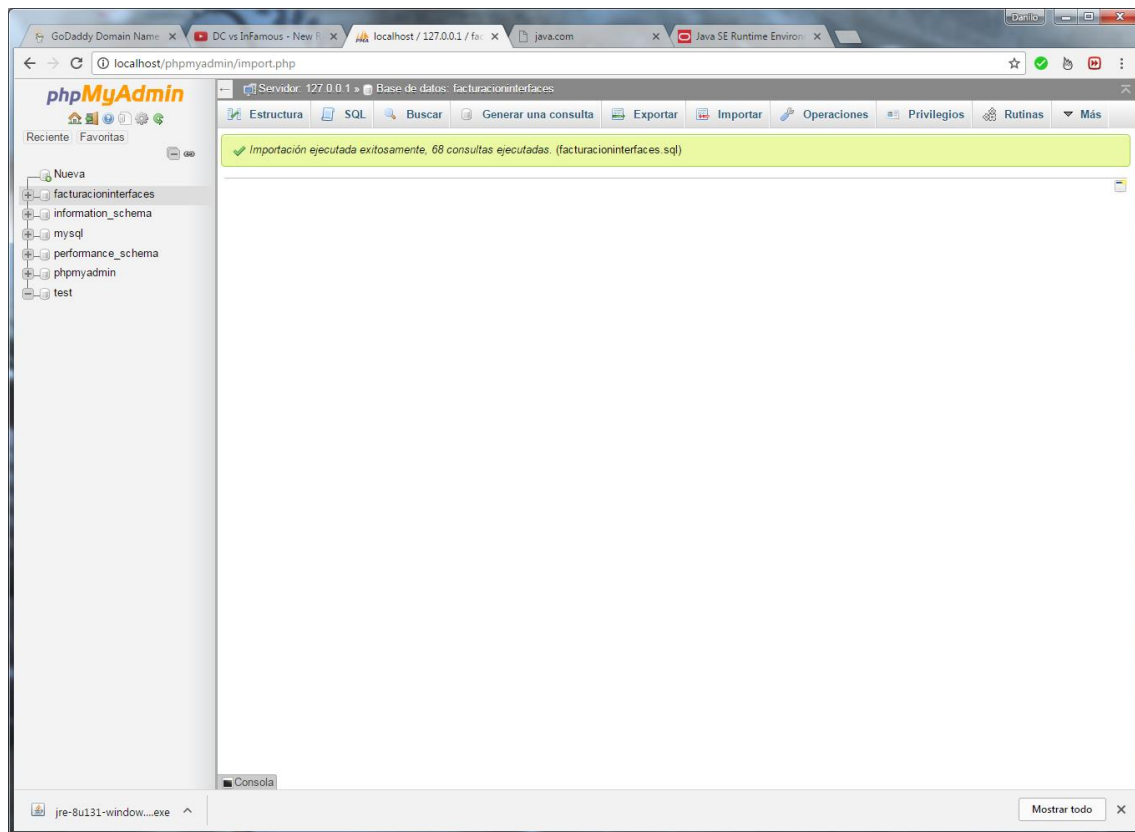 Danilo
GoDaddy Domain Name
DC vs InFamous - New R
localhost / 127.0.0.1 / fac
java.com
Java SE Runtime Environ
localhost/phpmyadmin/import.php
phpMyAdmin
Reciente Favoritas
Nueva
facturacioninterfaces
information_schema
mysql
performance_schema
phpmyadmin
test
Servidor: 127.0.0.1 » Base de datos: facturacioninterfaces
Estructura SQL Buscar Generar una consulta Exportar Importar Operaciones Privilegios Rutinas Más
Importación ejecutada exitosamente, 68 consultas ejecutadas. (facturacioninterfaces.sql)
Consola
jre-8u131-window....exe
Mostrar todo